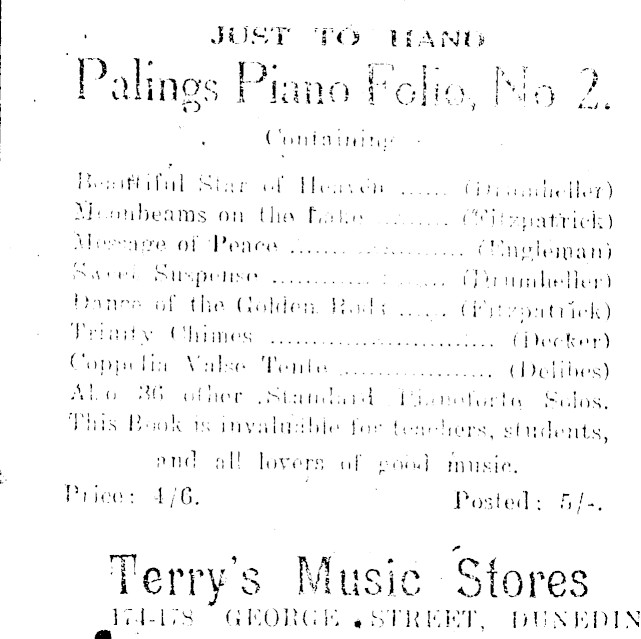 JUST TO HAND
Palings Piano Folio, No 2.
Containing
Beautiful Star of Heaven ...... (Drumheller)
Moonbeams on the Lake ........ (Fitzpatrick)
Message of Peace .................... (Engleman)
Sweet Suspense ..................... (Drumheller)
Dance of the Golden Rods ...... (Fitzpatrick)
Trinity Chimes .......................... (Decker)
Coppelia Valse Tente .................. (Delibes)
Also 36 other Standard Pianoforte Solos.
This Book is invaluable for teachers, students,
and all lovers of good music.
Price: 4/6. Posted: 5/-.
Terry's Music Stores
174-178 GEORGE STREET, DUNEDIN